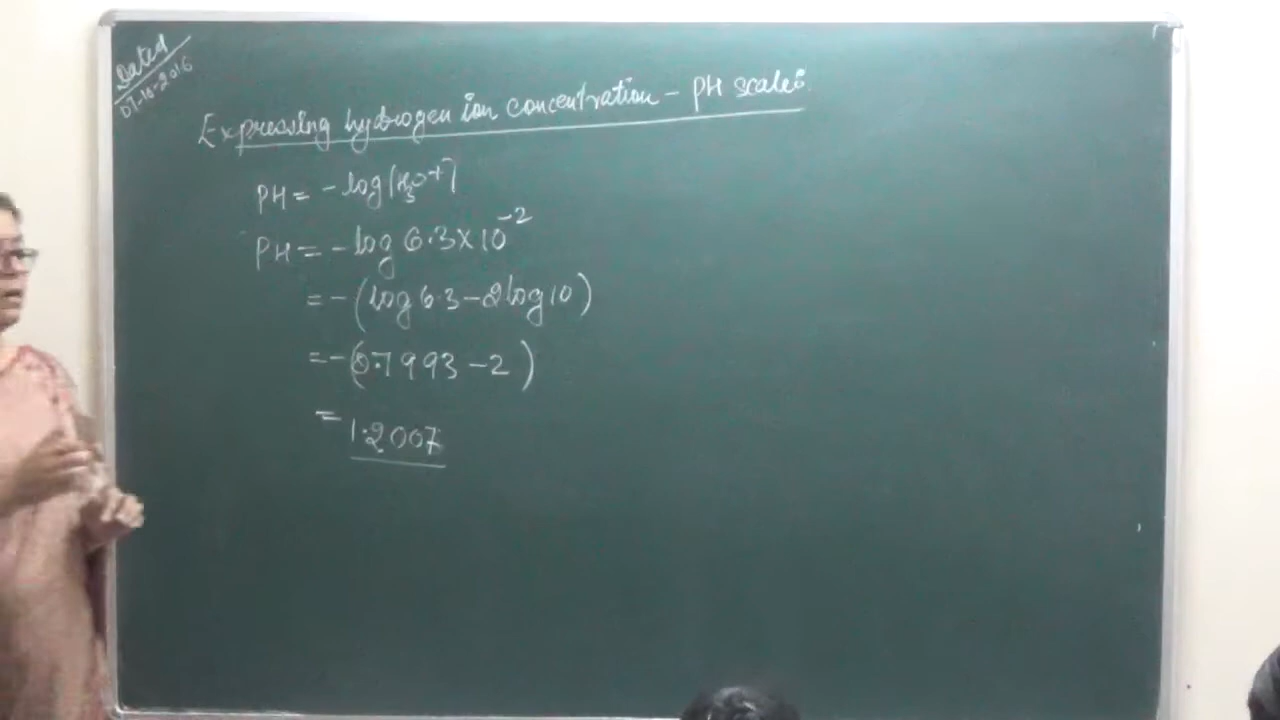 Dated
07-10-2016
Expressing hydrogen ion concentration - PH scale:
PH = - log [H3O+]
PH = - log 6.3 x 10^-2
= - (log 6.3 - 2 log 10)
= - (0.7993 - 2)
= 1.2007